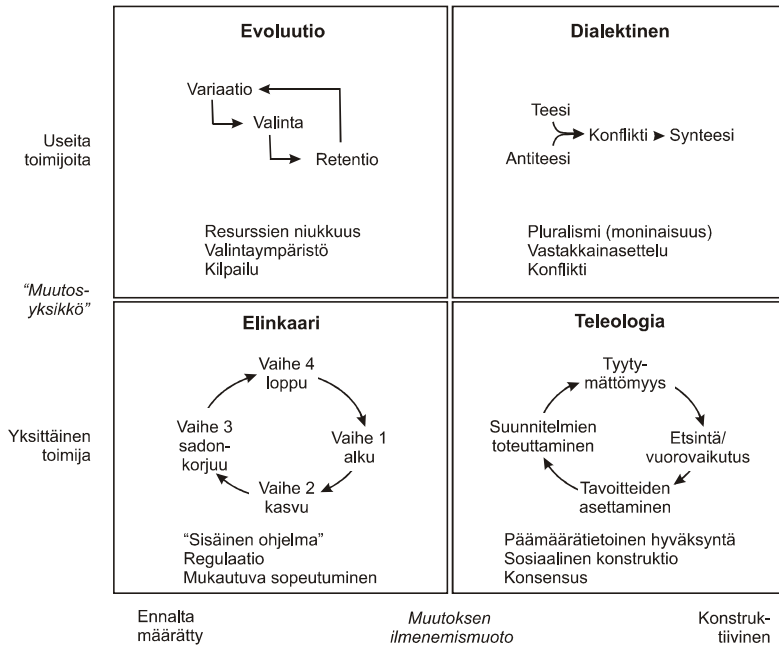 Evoluutio
Variaatio
Valinta
Retentio
Resurssien niukkuus
Valintaympäristö
Kilpailu
Dialektinen
Teesi
Antiteesi
Konflikti
Synteesi
Pluralismi (moninaisuus)
Vastakkainasettelu
Konflikti
Useita
toimijoita
“Muutos-
yksikkö”
Yksittäinen
toimija
Elinkaari
Vaihe 4
loppu
Vaihe 1
alku
Vaihe 2
kasvu
Vaihe 3
sadon-
korjuu
“Sisäinen ohjelma”
Regulaatio
Mukautuva sopeutuminen
Teleologia
Tyyty-
mättömyys
Etsintä/
vuorovaikutus
Tavoitteiden
asettaminen
Suunnitelmien
toteuttaminen
Päämäärätietoinen hyväksyntä
Sosiaalinen konstruktio
Konsensus
Ennalta
määrätty
Muutoksen
ilmenemismuoto
Konstruk-
tiivinen